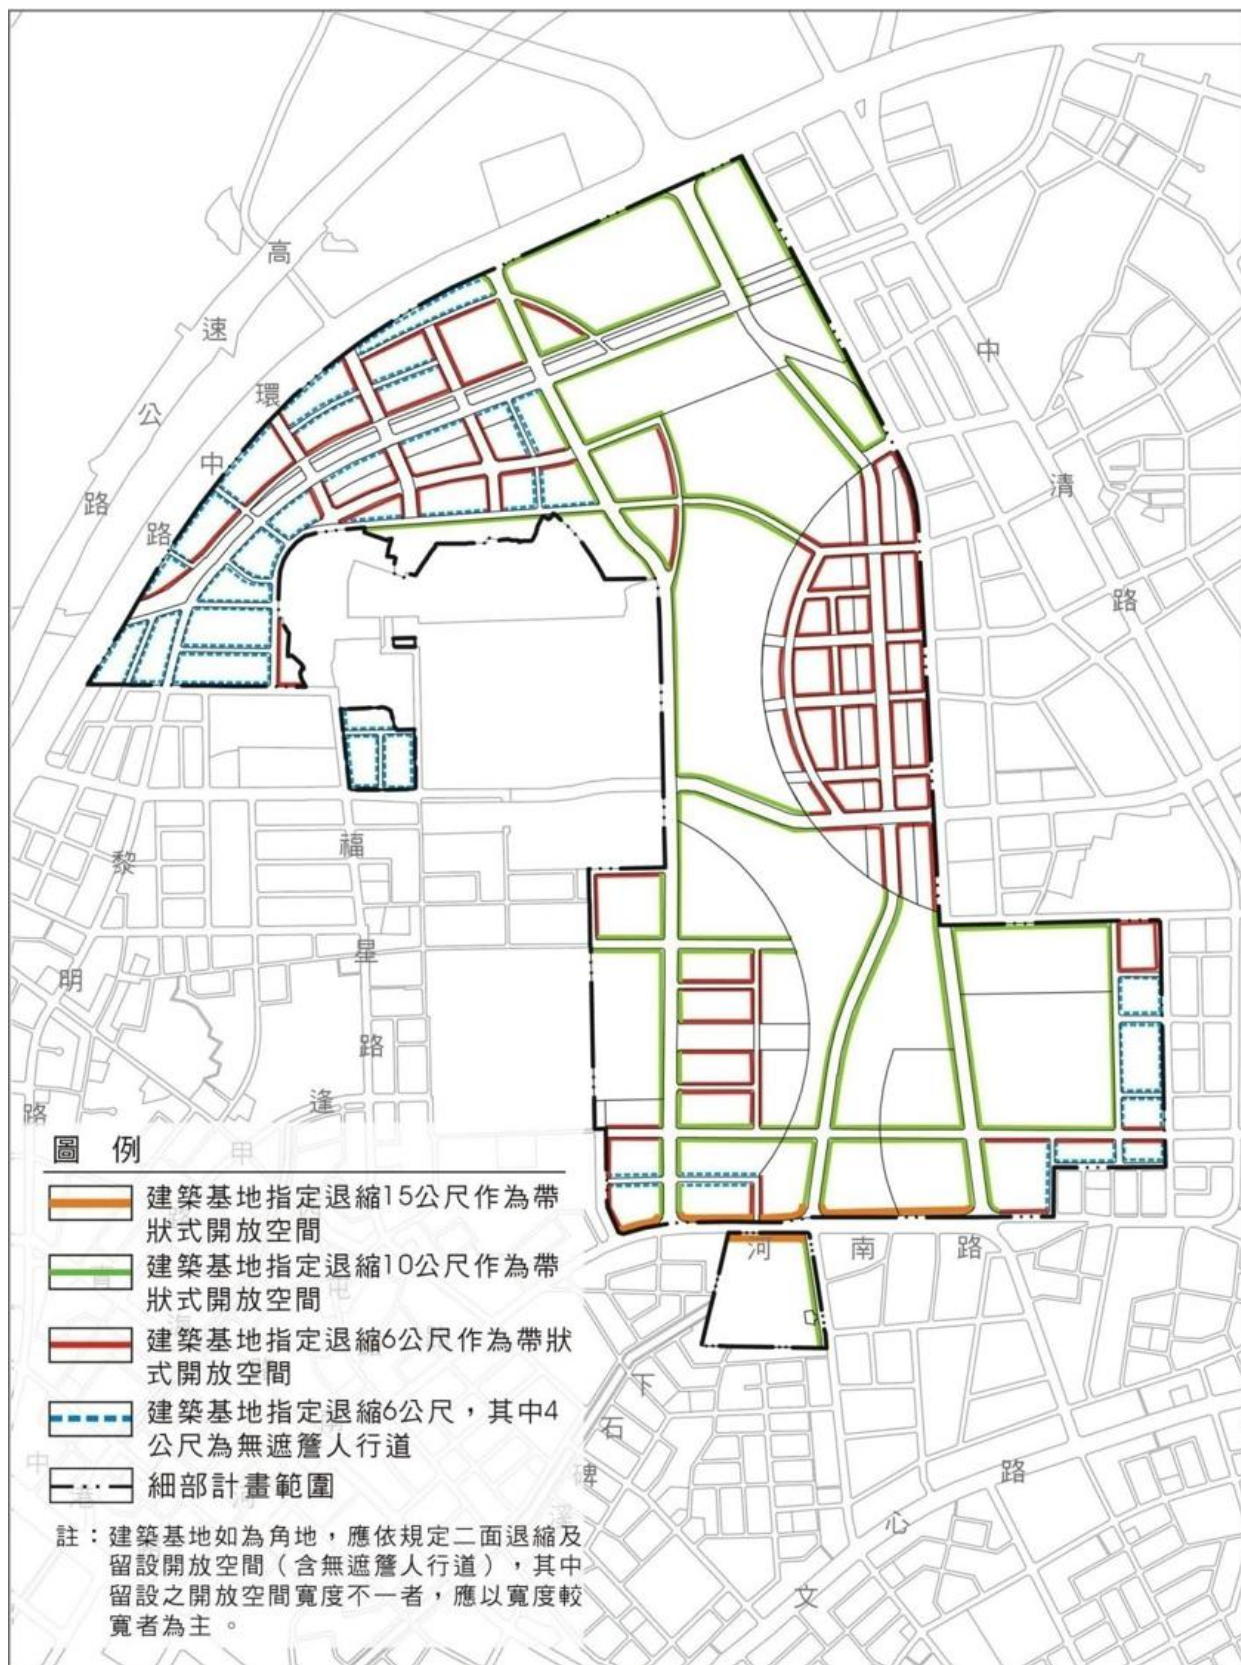 高
速
公
路
環
中
路
中
清
路
黎
明
路
福
星
路
逢
甲
河
南
路
下
石
碑
溪
文
心
路
圖 例
建築基地指定退縮15公尺作為帶
狀式開放空間
建築基地指定退縮10公尺作為帶
狀式開放空間
建築基地指定退縮6公尺作為帶狀
式開放空間
建築基地指定退縮6公尺，其中4
公尺為無遮簷人行道
細部計畫範圍
註：建築基地如為角地，應依規定二面退縮及
留設開放空間（含無遮簷人行道），其中
留設之開放空間寬度不一者，應以寬度較
寬者為主。